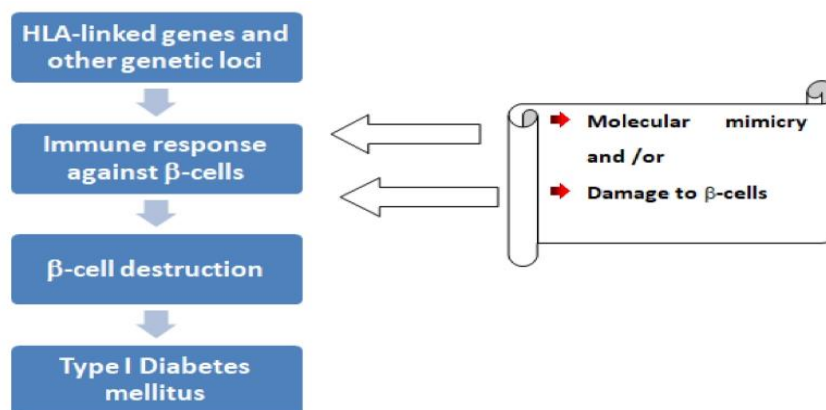 HLA-linked genes and
other genetic loci
Immune response
against β-cells
β-cell destruction
Type I Diabetes
mellitus
Molecular mimicry
and /or
Damage to β-cells